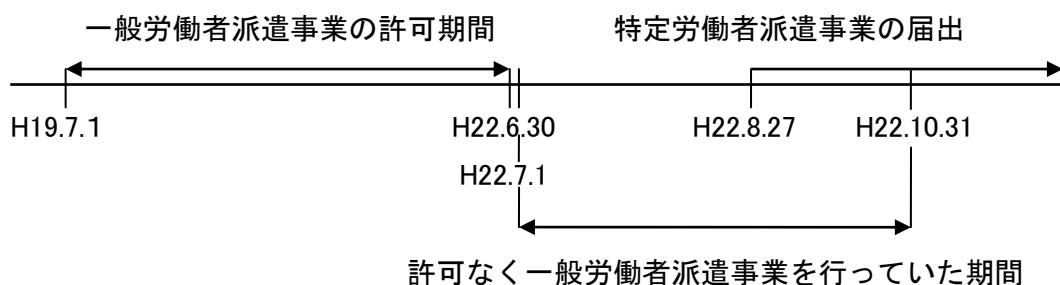 一般労働者派遣事業の許可期間 特定労働者派遣事業の届出
H19.7.1 H22.6.30 H22.8.27 H22.10.31
H22.7.1
許可なく一般労働者派遣事業を行っていた期間